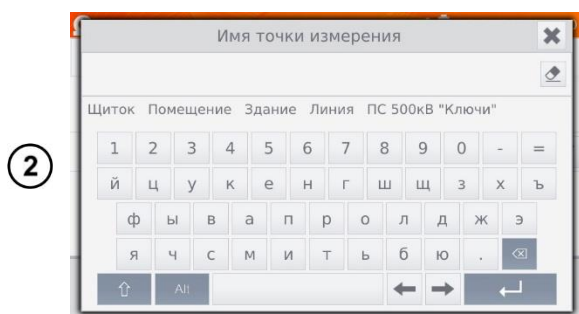 Имя точки измерения
Щиток Помещение Здание Линия ПС 500кВ "Ключи"
1 2 3 4 5 6 7 8 9 0 - =
2
й ц у к е н г ш щ з х ъ
ф ы в а п р о л д ж э
я ч с м и т ь б ю .
Alt